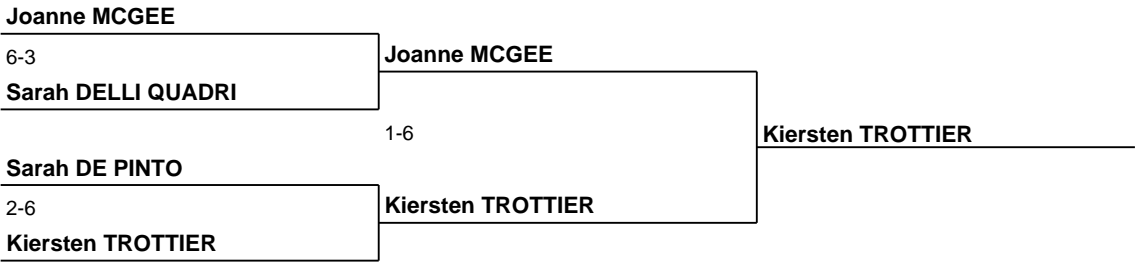 Joanne MCGEE
6-3
Sarah DELLI QUADRI
Joanne MCGEE
1-6
Kiersten TROTTIER
Sarah DE PINTO
2-6
Kiersten TROTTIER
Kiersten TROTTIER